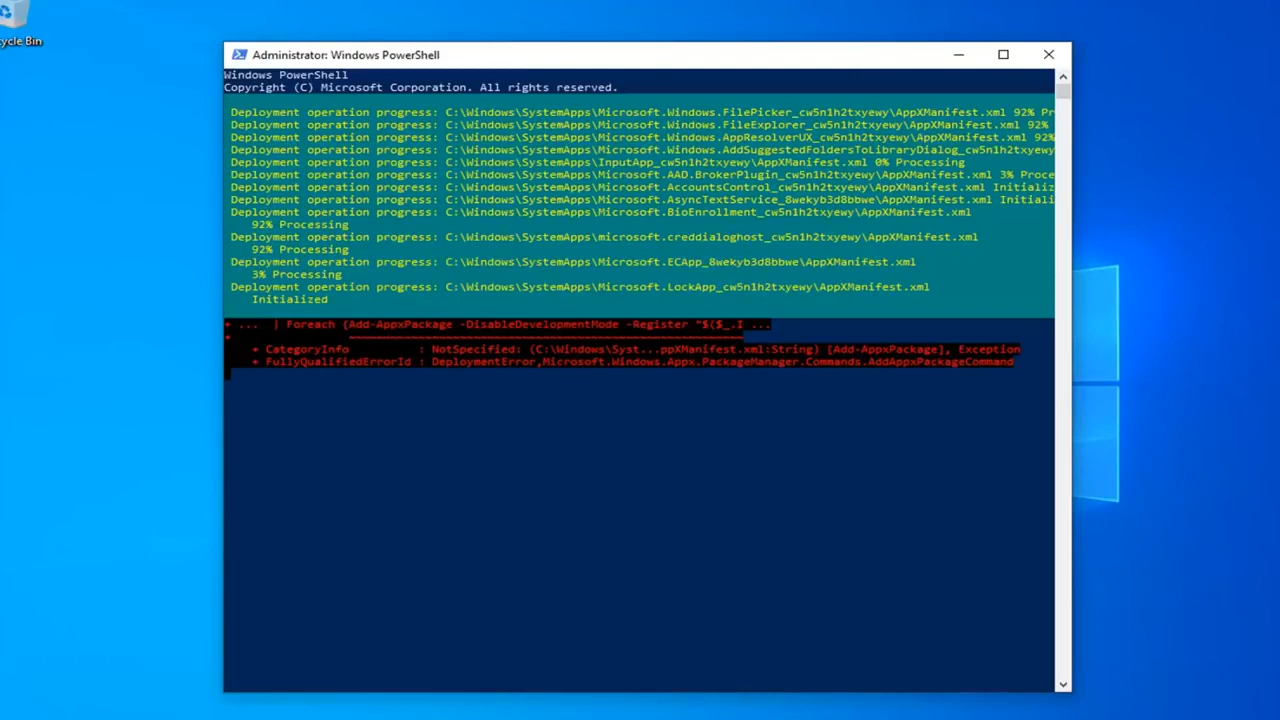 cycle Bin
Administrator: Windows PowerShell
Windows PowerShell
Copyright (C) Microsoft Corporation. All rights reserved.
Deployment operation progress: C:\Windows\SystemApps\Microsoft.Windows.FilePicker_cw5n1h2txyewy\AppXManifest.xml 92% Pr
Deployment operation progress: C:\Windows\SystemApps\Microsoft.Windows.FileExplorer_cw5n1h2txyewy\AppXManifest.xml 92%
Deployment operation progress: C:\Windows\SystemApps\Microsoft.Windows.AppResolverUX_cw5n1h2txyewy\AppXManifest.xml 92%
Deployment operation progress: C:\Windows\SystemApps\Microsoft.Windows.AddSuggestedFoldersToLibraryDialog_cw5n1h2txyewy
Deployment operation progress: C:\Windows\SystemApps\InputApp_cw5n1h2txyewy\AppXManifest.xml 0% Processing
Deployment operation progress: C:\Windows\SystemApps\Microsoft.AAD.BrokerPlugin_cw5n1h2txyewy\AppXManifest.xml 3% Proce
Deployment operation progress: C:\Windows\SystemApps\Microsoft.AccountsControl_cw5n1h2txyewy\AppXManifest.xml Initializ
Deployment operation progress: C:\Windows\SystemApps\Microsoft.AsyncTextService_8wekyb3d8bbwe\AppXManifest.xml Initiali
Deployment operation progress: C:\Windows\SystemApps\Microsoft.BioEnrollment_cw5n1h2txyewy\AppXManifest.xml
92% Processing
Deployment operation progress: C:\Windows\SystemApps\microsoft.creddialoghost_cw5n1h2txyewy\AppXManifest.xml
92% Processing
Deployment operation progress: C:\Windows\SystemApps\Microsoft.ECApp_8wekyb3d8bbwe\AppXManifest.xml
3% Processing
Deployment operation progress: C:\Windows\SystemApps\Microsoft.LockApp_cw5n1h2txyewy\AppXManifest.xml
Initialized
+ ...  | Foreach {Add-AppxPackage -DisableDevelopmentMode -Register "$($_.I ...
+ ~~~~~~~~~~~~~~~~~~~~~~~~~~~~~~~~~~~~~~~~~~~~~~~~~~~~~~~~~
+ CategoryInfo : NotSpecified: (C:\Windows\Syst...ppXManifest.xml:String) [Add-AppxPackage], Exception
+ FullyQualifiedErrorId : DeploymentError,Microsoft.Windows.Appx.PackageManager.Commands.AddAppxPackageCommand